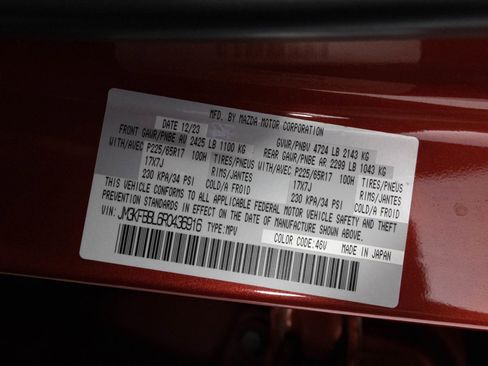 MFD. BY MAZDA MOTOR CORPORATION
DATE 12/23 GVWR/PNBV 4724 LB 2143 KG
FRONT GAWR/PNBE AV 2425 LB 1100 KG REAR GAWR/PNBE AR 2299 LB 1043 KG
WITH/AVEC P225/65R17 100H TIRES/PNEUS WITH/AVEC P225/65R17 100H TIRES/PNEUS
17X7J RIMS/JANTES 17X7J RIMS/JANTES
230 KPA/34 PSI COLD/A FROID 230 KPA/34 PSI COLD/A FROID
THIS VEHICLE CONFORMS TO ALL APPLICABLE FEDERAL MOTOR VEHICLE SAFETY AND THEFT
PREVENTION STANDARDS IN EFFECT ON THE DATE OF MANUFACTURE SHOWN ABOVE.
VIN: JM3KFBBL6R0436916 TYPE:MPV
COLOR CODE:46V MADE IN JAPAN